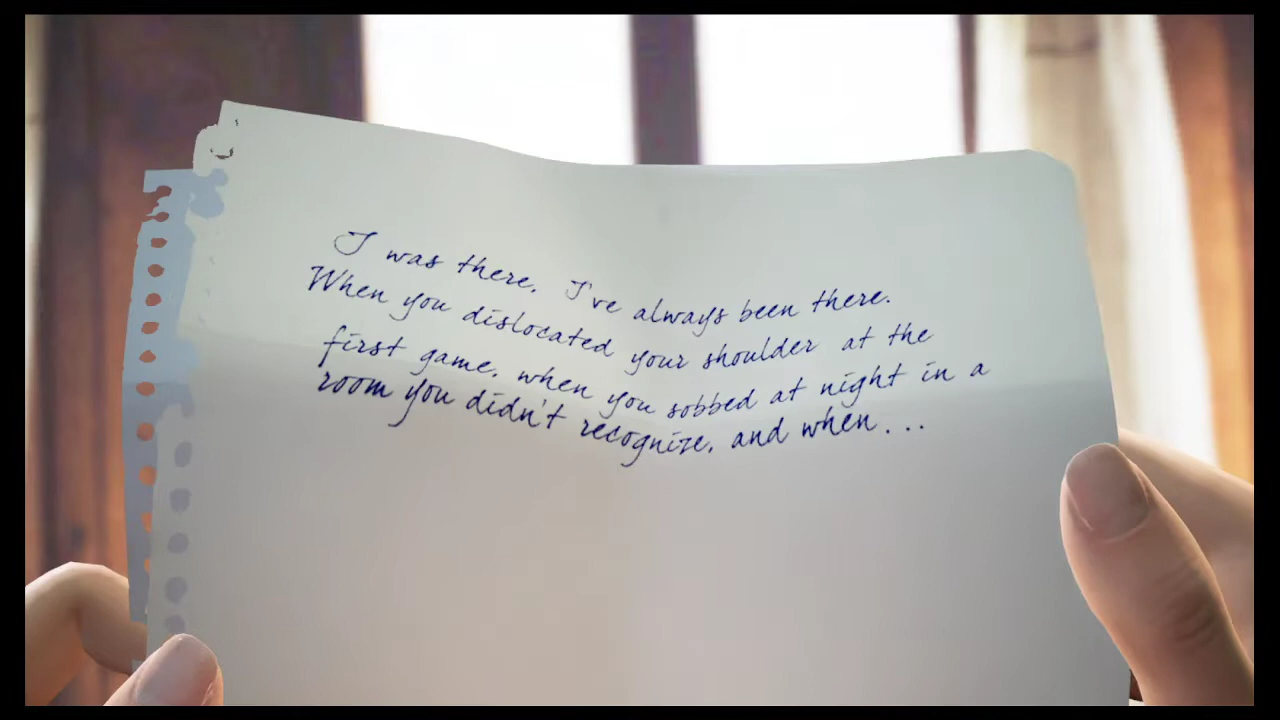 I was there. I've always been there.
When you dislocated your shoulder at the
first game, when you sobbed at night in a
room you didn't recognize, and when...